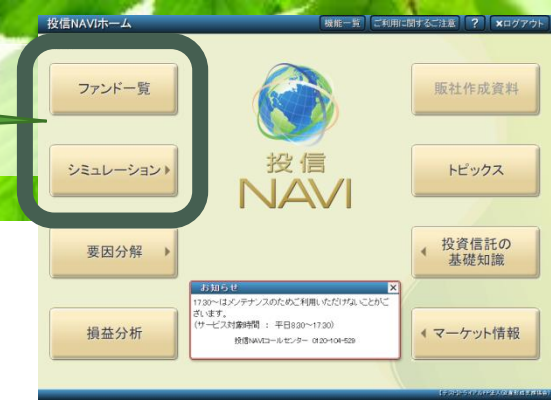 投信NAVIホーム
機能一覧 ご利用に関するご注意 ? ×ログアウト
ファンド一覧
シミュレーション
要因分解
損益分析
投信
NAVI
販社作成資料
トピックス
投資信託の
基礎知識
マーケット情報
お知らせ
17:30～はメンテナンスのためご利用いただけないことがご
ざいます。
(サービス対象時間 : 平日8:30～17:30)
投信NAVIコールセンター 0120-104-529